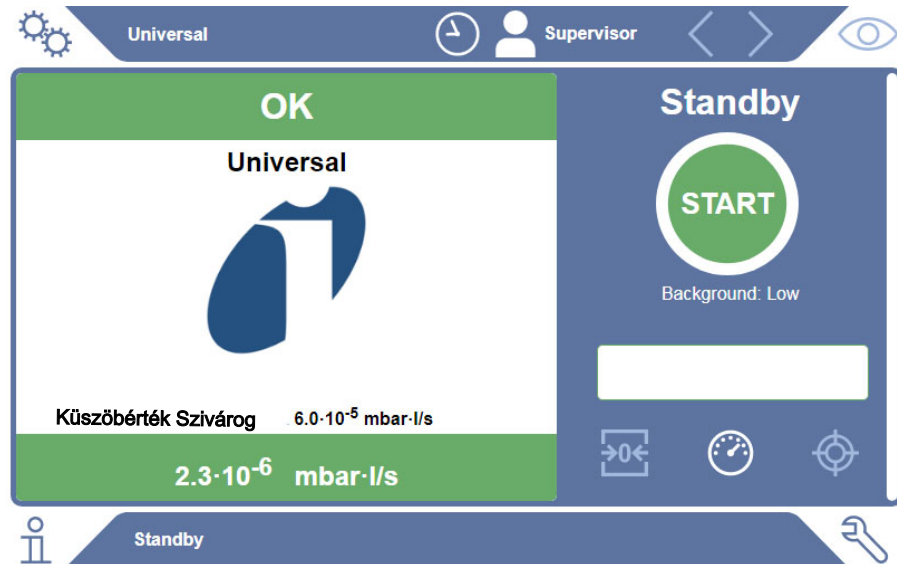 Universal
Supervisor
OK
Universal
Küszöbérték Szivárog 6.0·10⁻⁵ mbar·l/s
2.3·10⁻⁶ mbar·l/s
Standby
START
Background: Low
→0←
Standby